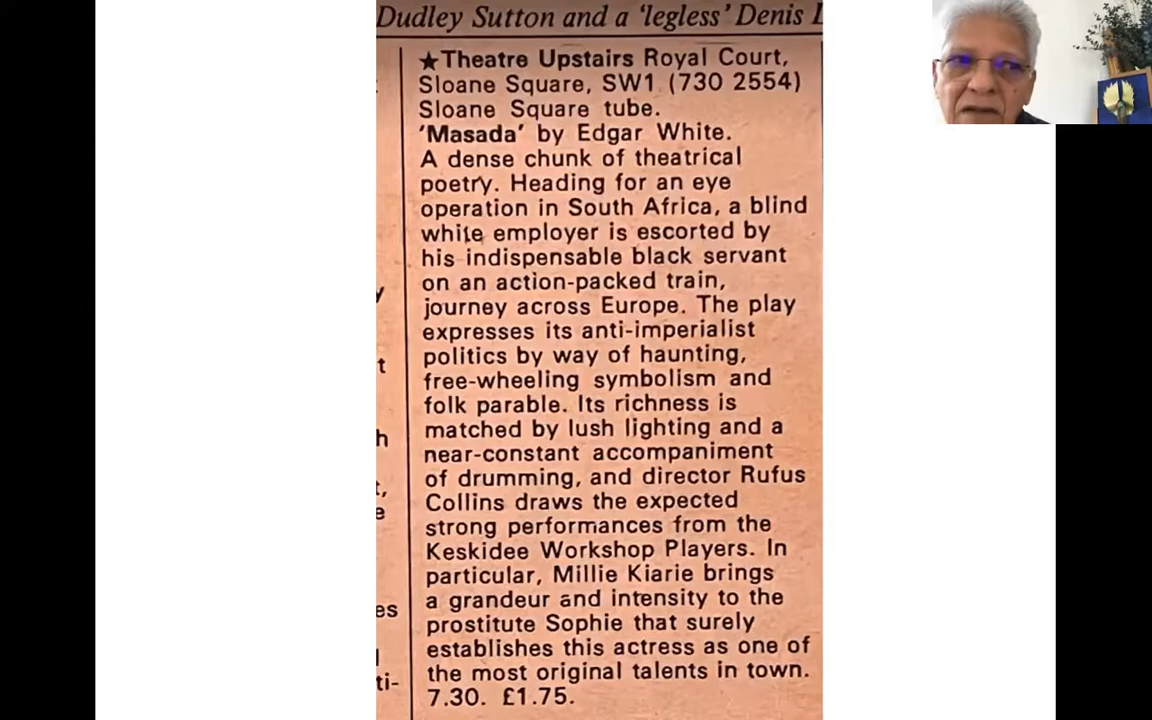 Dudley Sutton and a 'legless' Denis
★Theatre Upstairs Royal Court,
Sloane Square, SW1 (730 2554)
Sloane Square tube.
'Masada' by Edgar White.
A dense chunk of theatrical
poetry. Heading for an eye
operation in South Africa, a blind
white employer is escorted by
his indispensable black servant
on an action-packed train,
journey across Europe. The play
expresses its anti-imperialist
politics by way of haunting,
free-wheeling symbolism and
folk parable. Its richness is
matched by lush lighting and a
near-constant accompaniment
of drumming, and director Rufus
Collins draws the expected
strong performances from the
Keskidee Workshop Players. In
particular, Millie Kiarie brings
a grandeur and intensity to the
prostitute Sophie that surely
establishes this actress as one of
the most original talents in town.
7.30. £1.75.